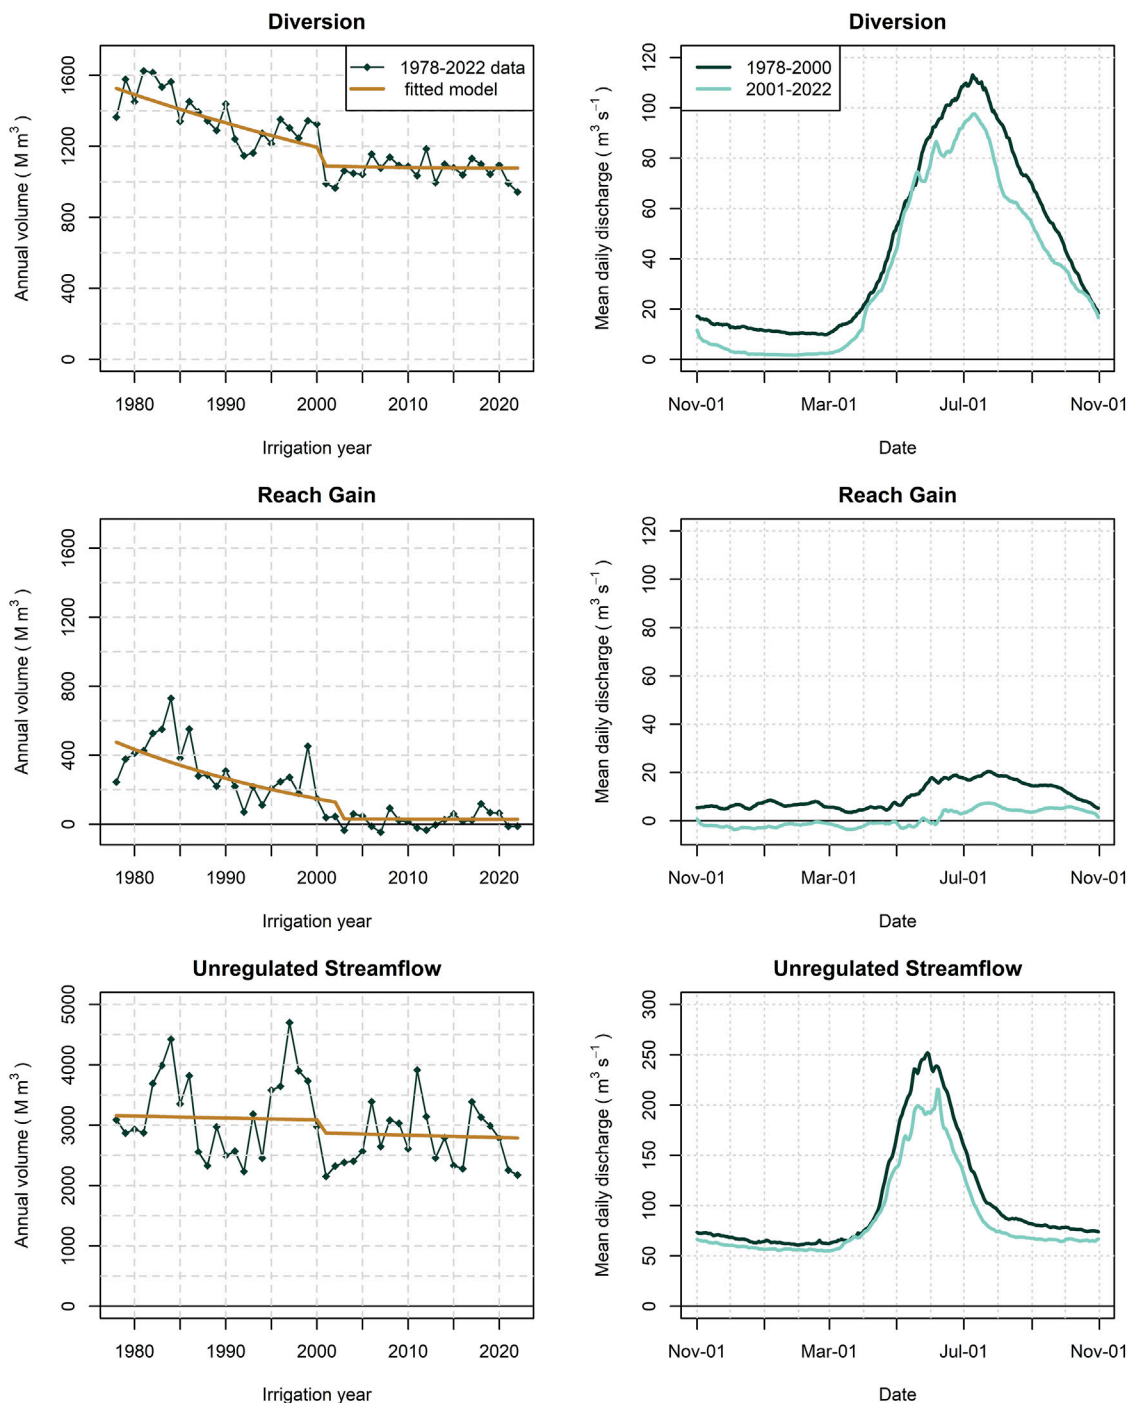 Diversion
Annual volume ( M m³ )
0
400
800
1200
1600
1978-2022 data
fitted model
1980
1990
2000
2010
2020
Irrigation year
Diversion
Mean daily discharge ( m³ s⁻¹ )
0
20
40
60
80
100
120
1978-2000
2001-2022
Nov-01
Mar-01
Jul-01
Nov-01
Date
Reach Gain
Annual volume ( M m³ )
0
400
800
1200
1600
1980
1990
2000
2010
2020
Irrigation year
Reach Gain
Mean daily discharge ( m³ s⁻¹ )
0
20
40
60
80
100
120
Nov-01
Mar-01
Jul-01
Nov-01
Date
Unregulated Streamflow
Annual volume ( M m³ )
0
1000
2000
3000
4000
5000
1980
1990
2000
2010
2020
Irrigation year
Unregulated Streamflow
Mean daily discharge ( m³ s⁻¹ )
0
50
100
150
200
250
300
Nov-01
Mar-01
Jul-01
Nov-01
Date